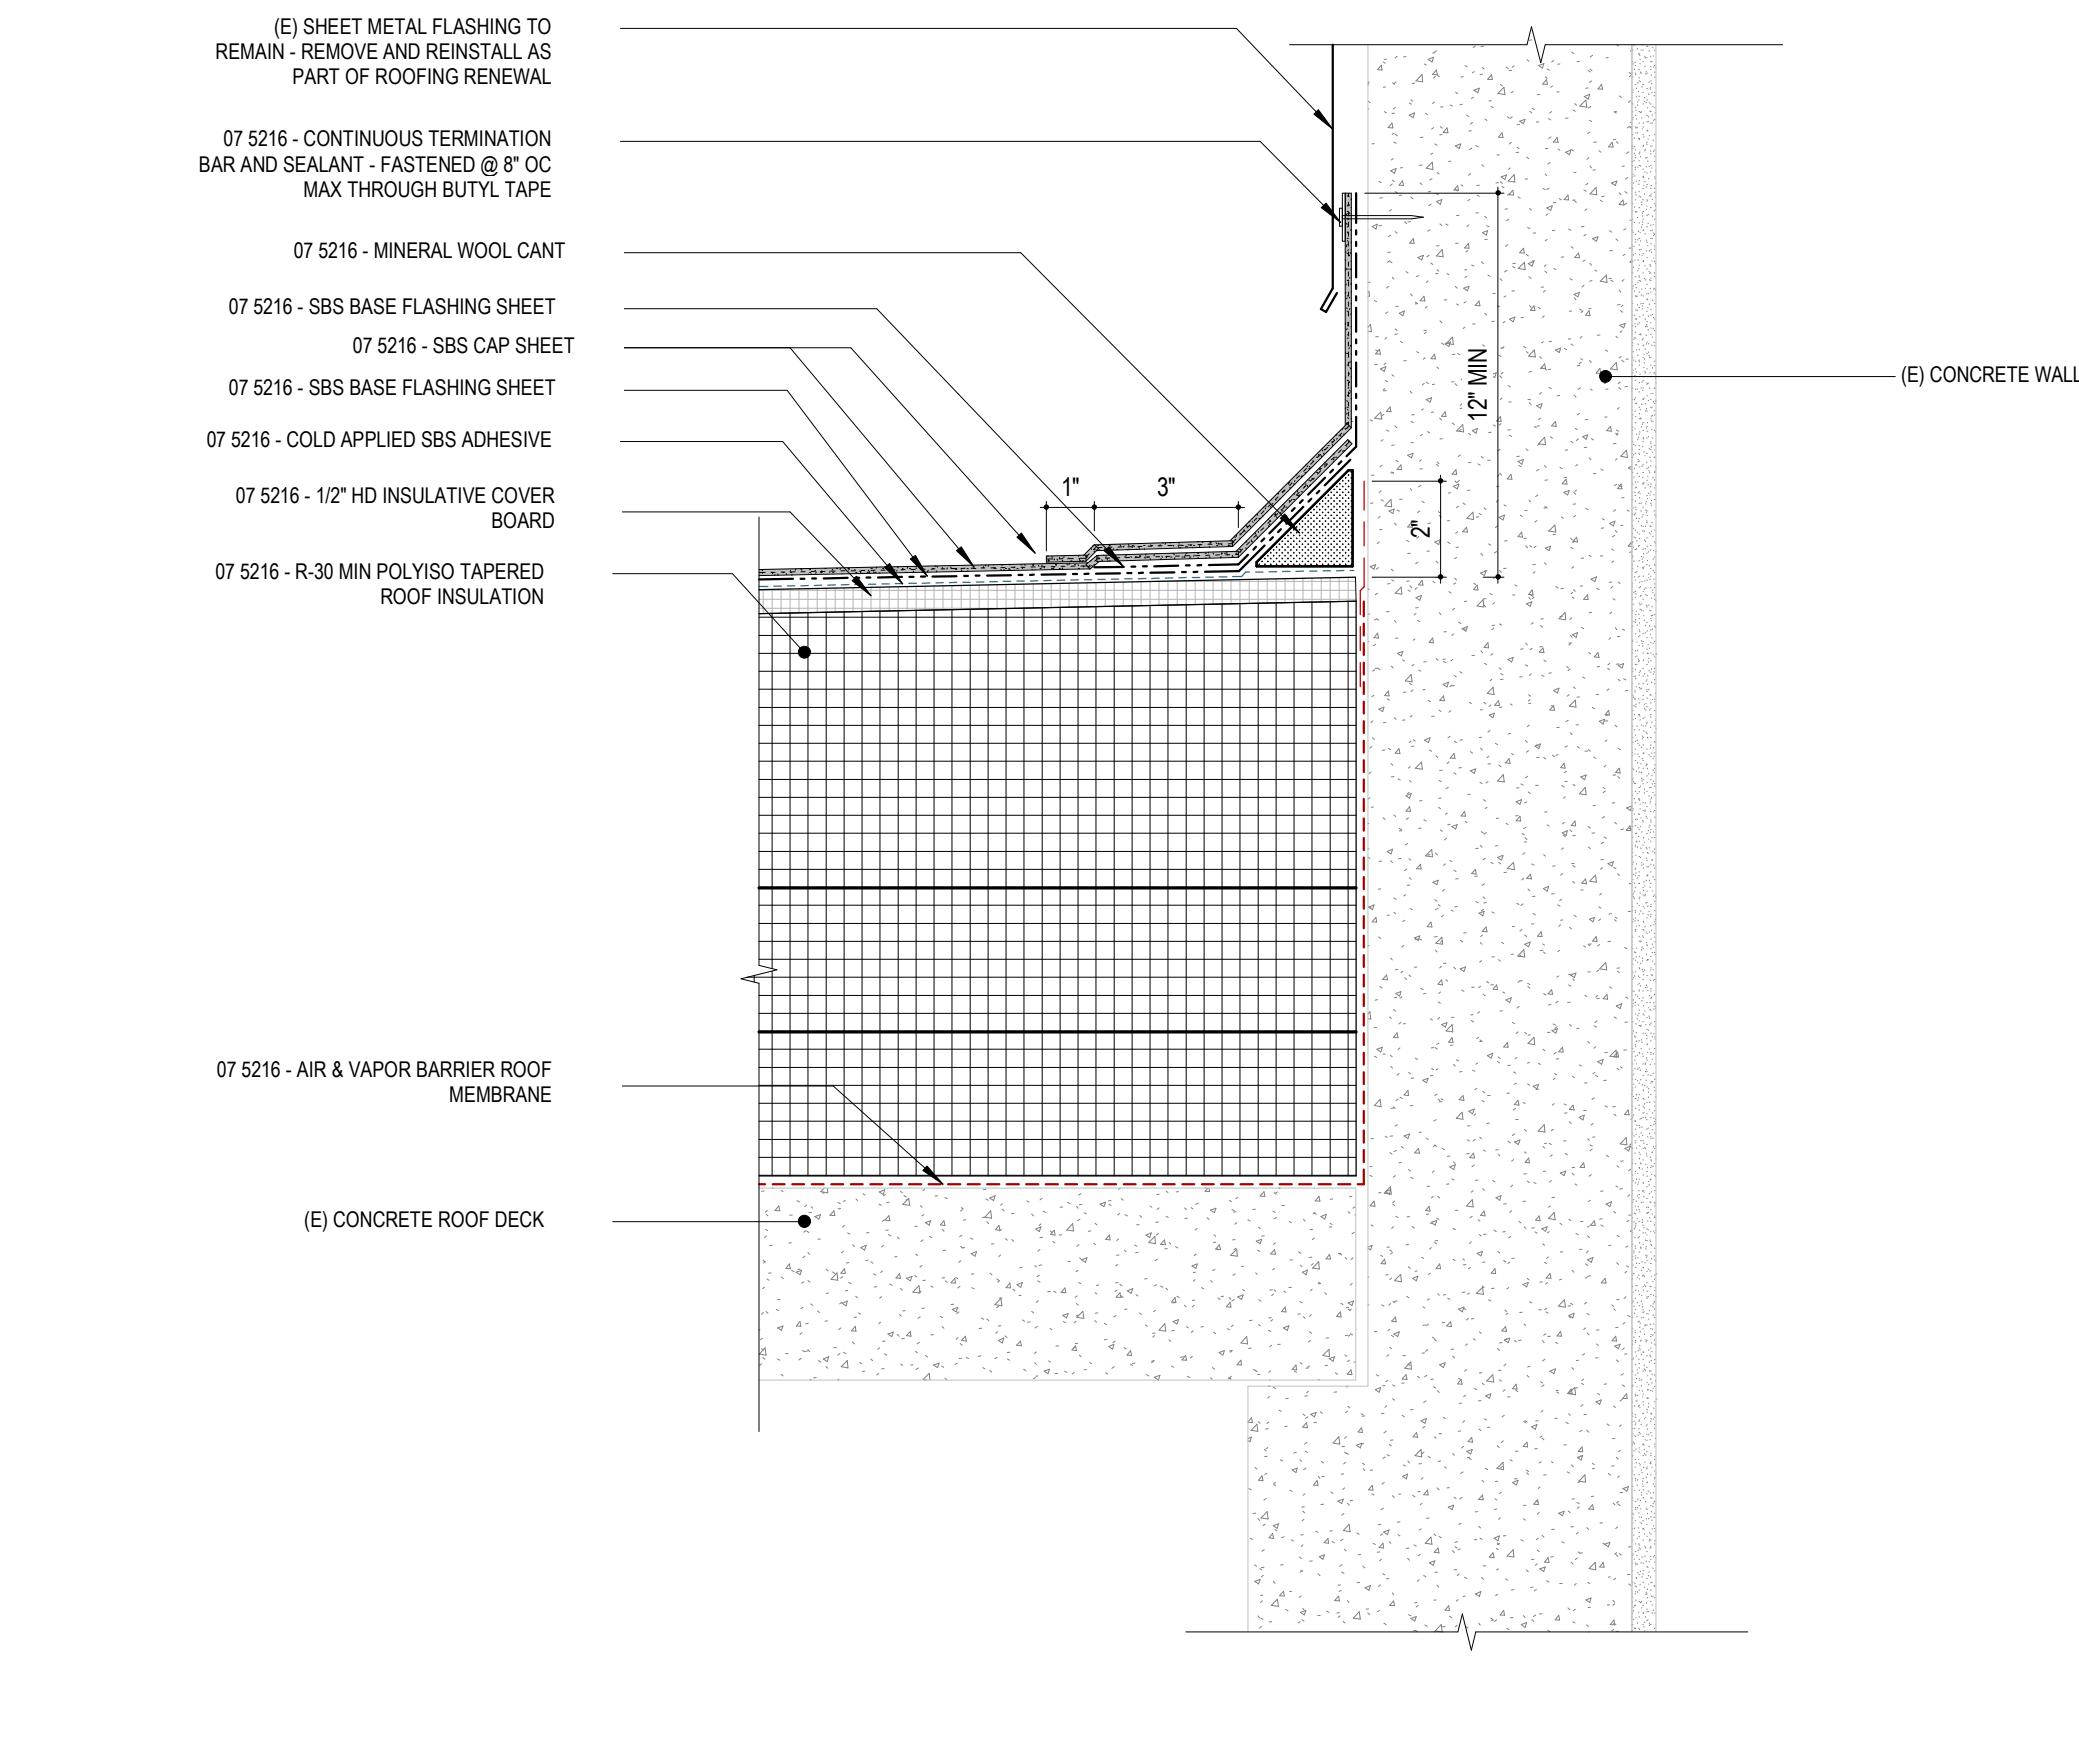 (E) SHEET METAL FLASHING TO
REMAIN - REMOVE AND REINSTALL AS
PART OF ROOFING RENEWAL
07 5216 - CONTINUOUS TERMINATION
BAR AND SEALANT - FASTENED @ 8" OC
MAX THROUGH BUTYL TAPE
07 5216 - MINERAL WOOL CANT
07 5216 - SBS BASE FLASHING SHEET
07 5216 - SBS CAP SHEET
07 5216 - SBS BASE FLASHING SHEET
07 5216 - COLD APPLIED SBS ADHESIVE
07 5216 - 1/2" HD INSULATIVE COVER
BOARD
07 5216 - R-30 MIN POLYISO TAPERED
ROOF INSULATION
07 5216 - AIR & VAPOR BARRIER ROOF
MEMBRANE
(E) CONCRETE ROOF DECK
1"
3"
2"
12" MIN
(E) CONCRETE WALL